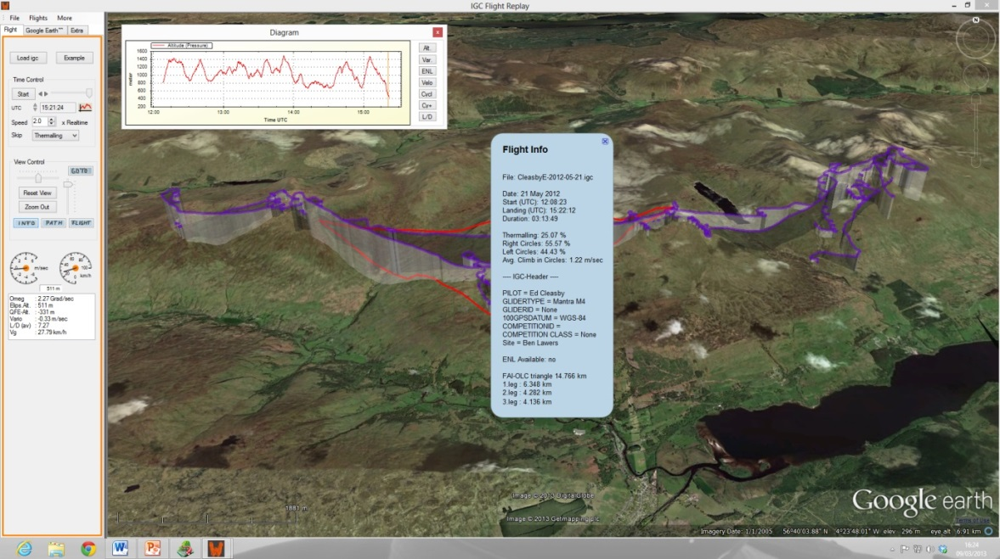 IGC Flight Replay
File Flights More
Flight Google Earth™ Extra
Load igc Example
Time Control
Start
UTC 15:21:24
Speed 2.0 x Realtime
Skip Thermalling
View Control
GOTO
Reset View
Zoom Out
INFO PATH FLIGHT
m/sec
km/h
511 m
Omeg : 2.27 Grad/sec
Elips.Alt. : 511 m
QFE-Alt. : -331 m
Vario : -0.33 m/sec
L/D (av) : 7.27
Vg : 27.79 km/h
Diagram
Altitude (Pressure)
1600
1400
1200
1000
800
600
400
200
meter
12:00 13:00 14:00 15:00
Time UTC
Alt.
Var.
ENL
Velo
Cycl
Cy+
L/D
Flight Info
File: CleasbyE-2012-05-21.igc
Date: 21 May 2012
Start (UTC): 12:08:23
Landing (UTC): 15:22:12
Duration: 03:13:49
Thermalling: 25.07 %
Right Circles: 55.57 %
Left Circles: 44.43 %
Avg. Climb in Circles: 1.22 m/sec
---- IGC-Header ----
PILOT = Ed Cleasby
GLIDERTYPE = Mantra M4
GLIDERID = None
100GPSDATUM = WGS-84
COMPETITIONID =
COMPETITION CLASS = None
Site = Ben Lawers
ENL Available: no
FAI-OLC triangle 14.766 km
1.leg : 6.348 km
2.leg : 4.282 km
3.leg : 4.136 km
N
1881 m
Image © 2013 DigitalGlobe
Image © 2013 Getmapping plc
Google earth
Terms of Use
Imagery Date: 1/1/2005 56°40'03.88" N 4°23'48.01" W elev 296 m eye alt 6.91 km
16:24
09/03/2013